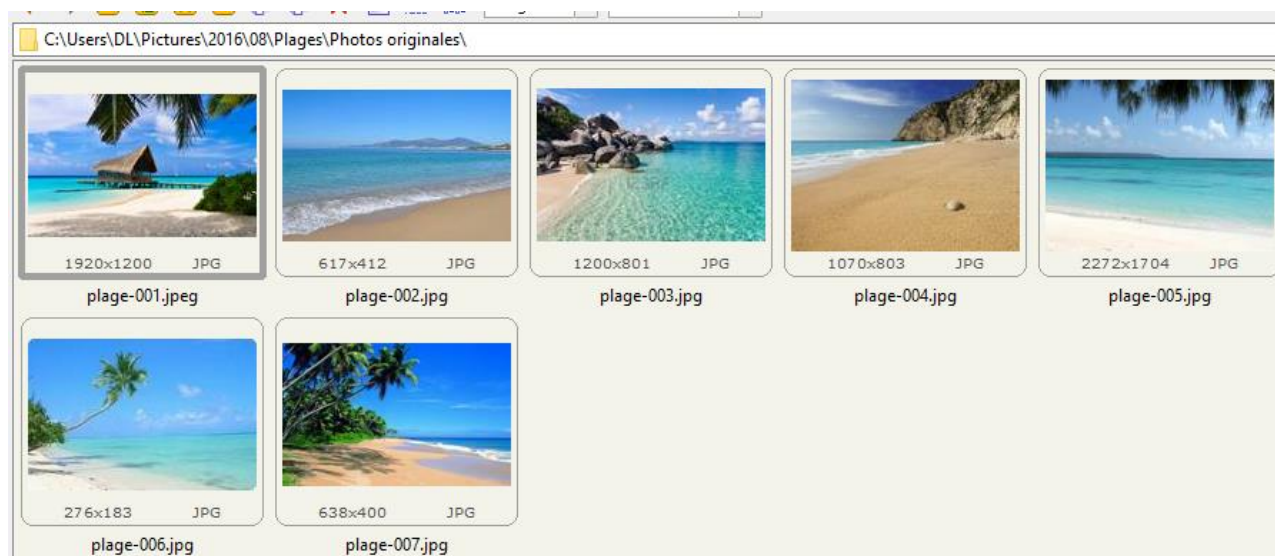 C:\Users\DL\Pictures\2016\08\Plages\Photos originales\
1920x1200 JPG
617x412 JPG
1200x801 JPG
1070x803 JPG
2272x1704 JPG
plage-001.jpeg
plage-002.jpg
plage-003.jpg
plage-004.jpg
plage-005.jpg
276x183 JPG
638x400 JPG
plage-006.jpg
plage-007.jpg